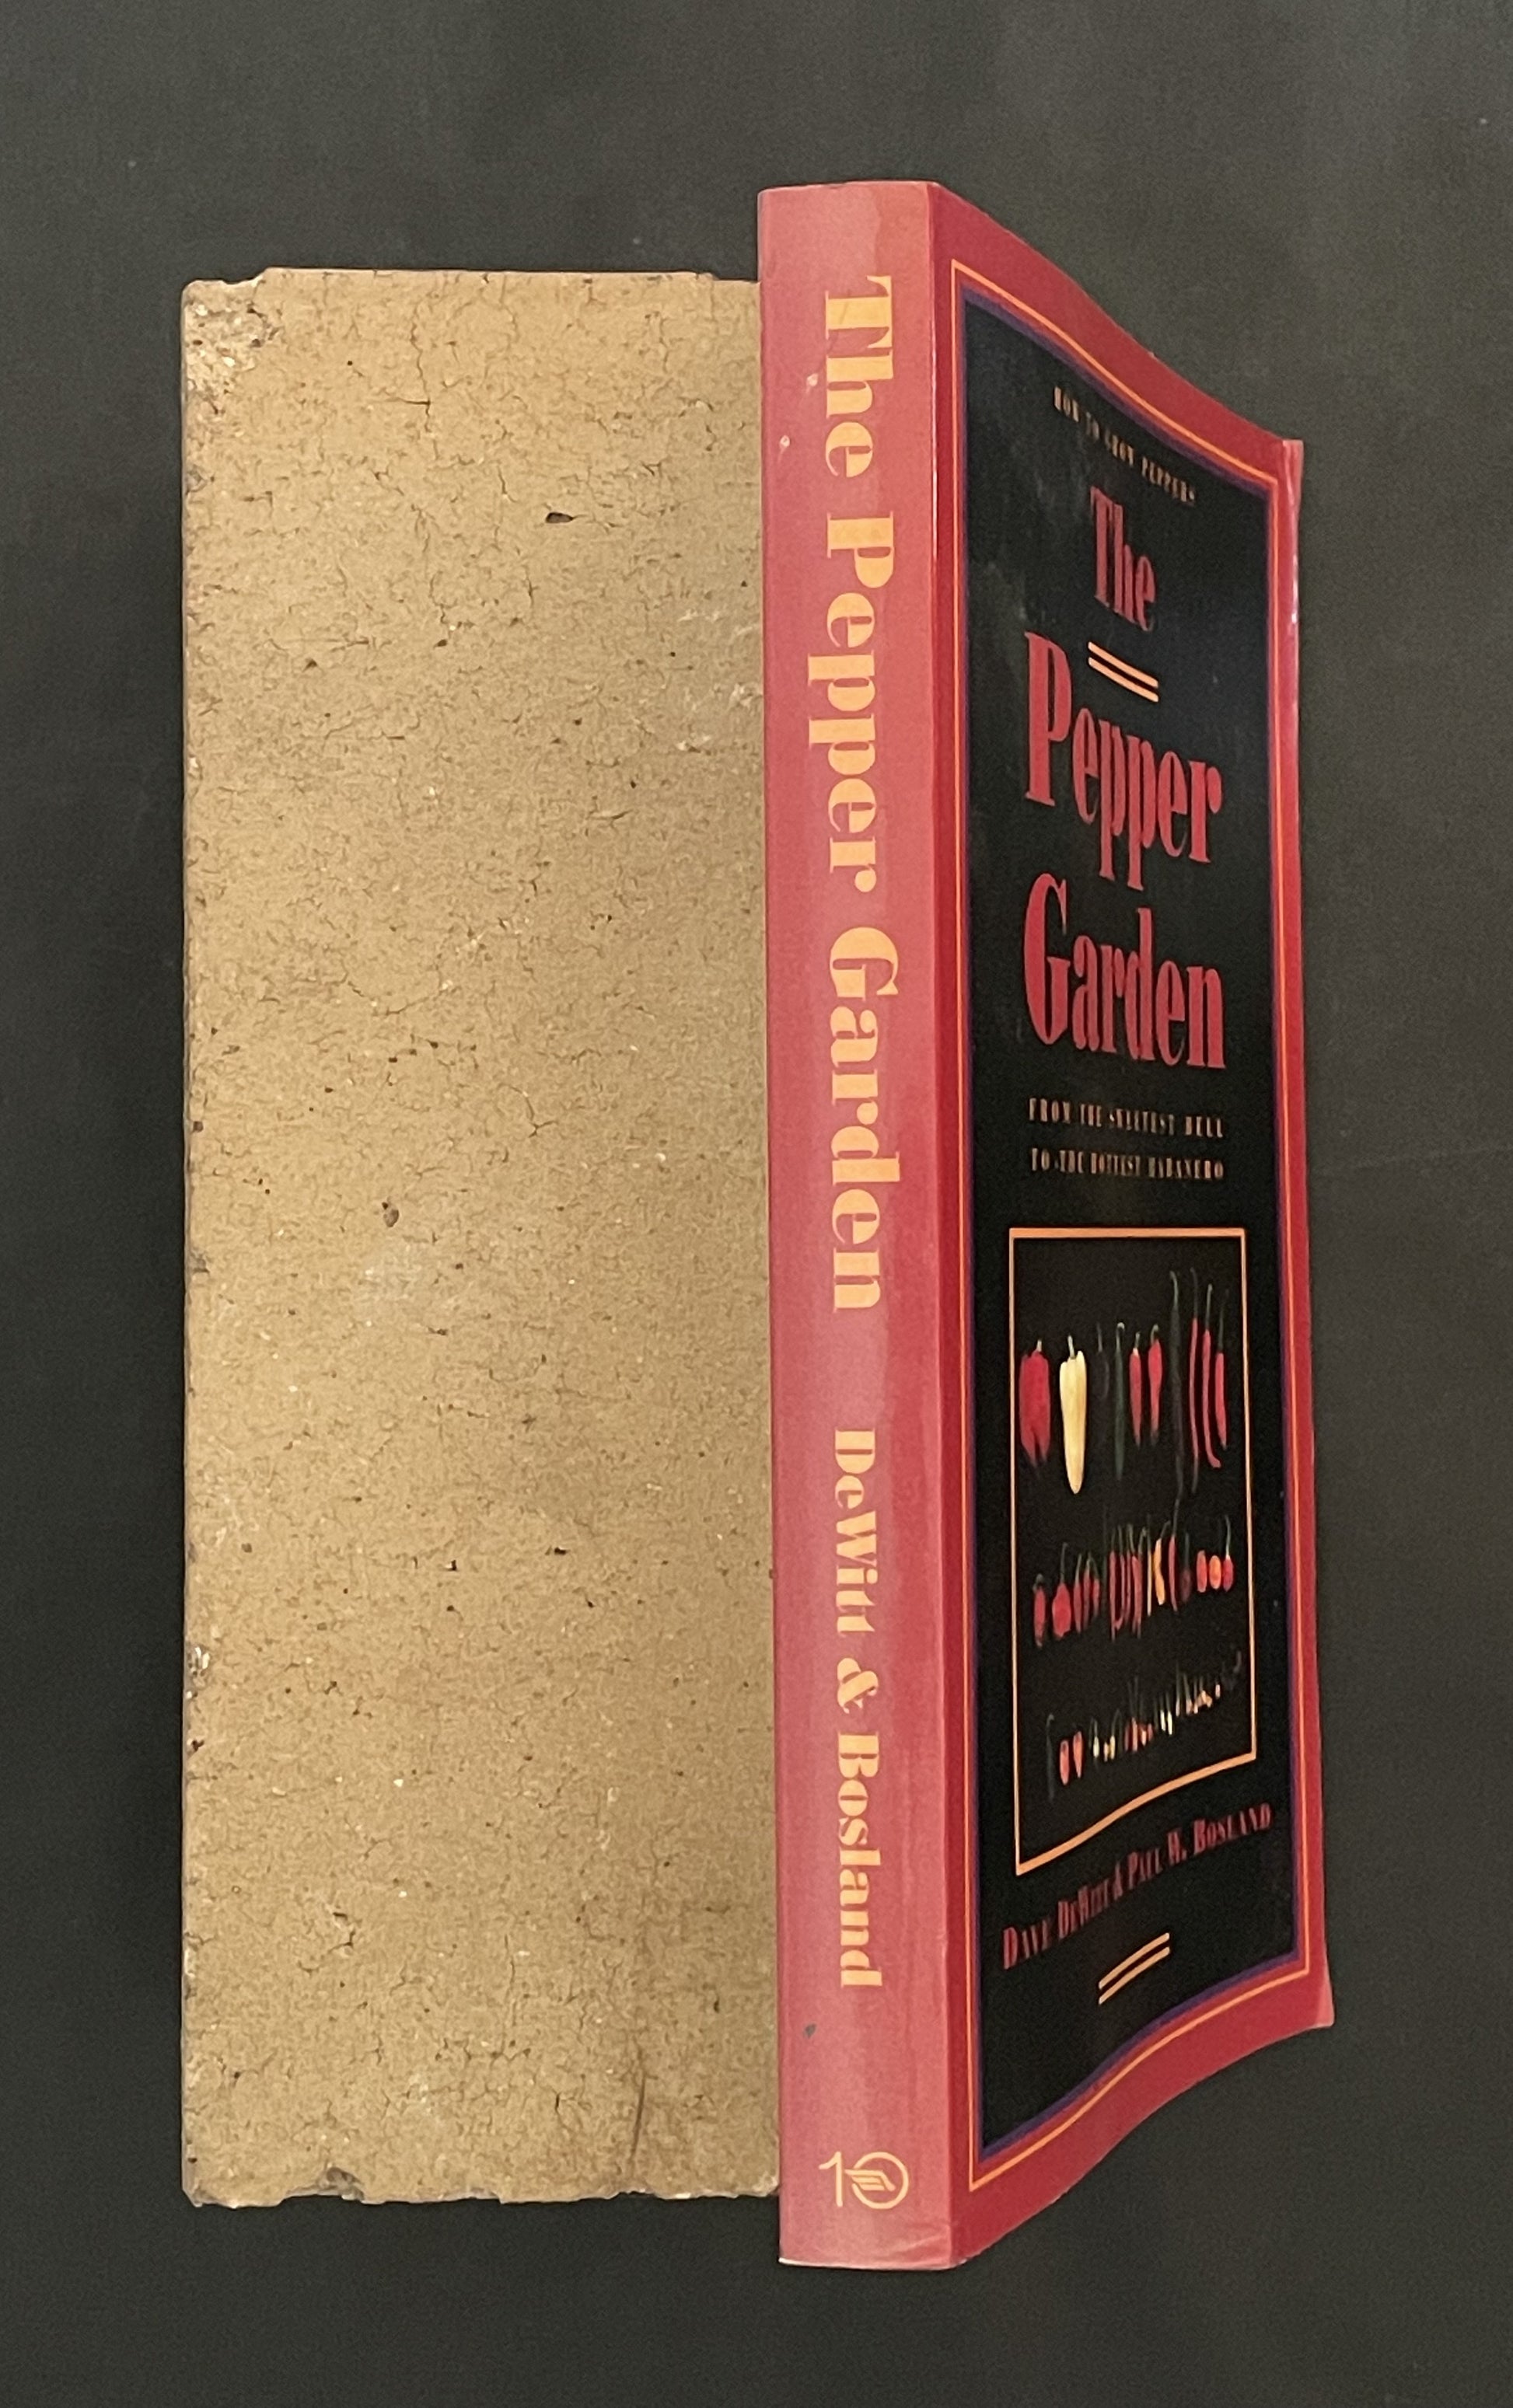 The Pepper Garden DeWitt & Bosland
10
HOW TO GROW PEPPERS
The
Pepper
Garden
FROM THE SWEETEST BELL
TO THE HOTTEST HABANERO
DAVE DEWITT & PAUL W. BOSLAND